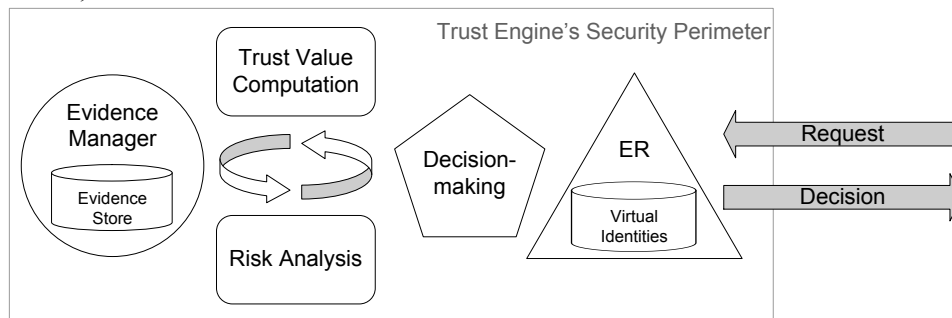 Trust Engine's Security Perimeter
Trust Value
Computation
Evidence
Manager
Evidence
Store
Risk Analysis
Decision-
making
ER
Virtual
Identities
Request
Decision